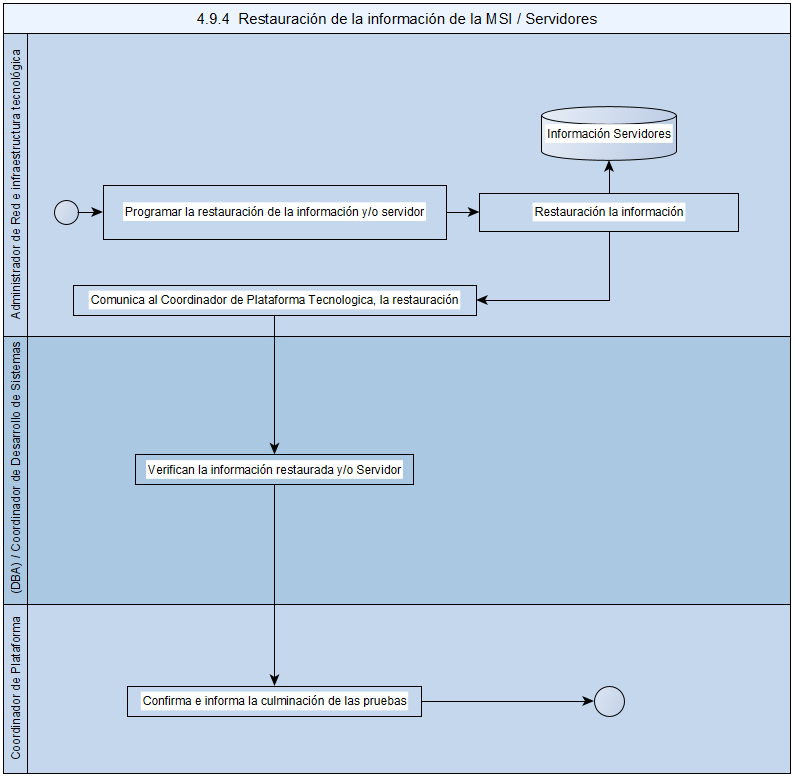 4.9.4 Restauración de la información de la MSI / Servidores
Administrador de Red e infraestructura tecnológica
Información Servidores
Programar la restauración de la información y/o servidor
Restauración la información
Comunica al Coordinador de Plataforma Tecnologica, la restauración
(DBA) / Coordinador de Desarrollo de Sistemas
Verifican la información restaurada y/o Servidor
Coordinador de Plataforma
Confirma e informa la culminación de las pruebas